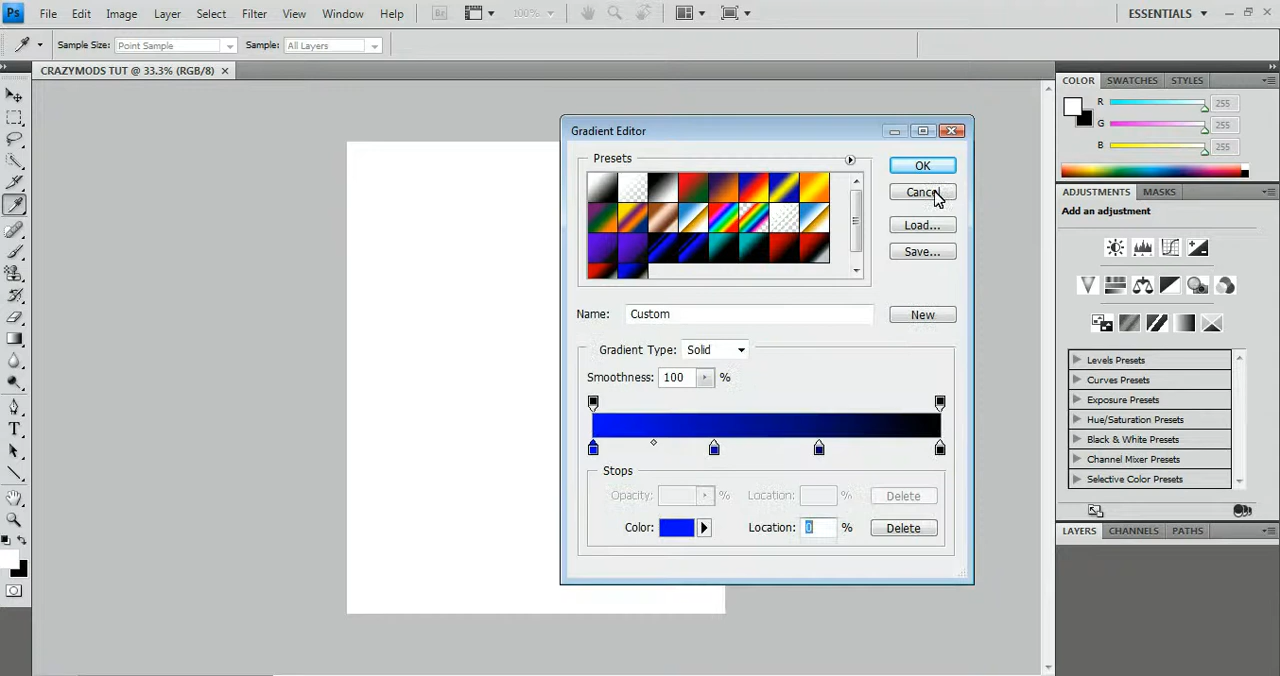 Ps File Edit Image Layer Select Filter View Window Help Br 100% ESSENTIALS
Sample Size: Point Sample Sample: All Layers
CRAZYMODS TUT @ 33.3% (RGB/8) x
COLOR SWATCHES STYLES
R 255
G 255
B 255
ADJUSTMENTS MASKS
Add an adjustment
Levels Presets
Curves Presets
Exposure Presets
Hue/Saturation Presets
Black & White Presets
Channel Mixer Presets
Selective Color Presets
LAYERS CHANNELS PATHS
T
Gradient Editor
Presets
OK
Cancel
Load...
Save...
Name: Custom New
Gradient Type: Solid
Smoothness: 100 %
Stops
Opacity: % Location: % Delete
Color: Location: 0 % Delete